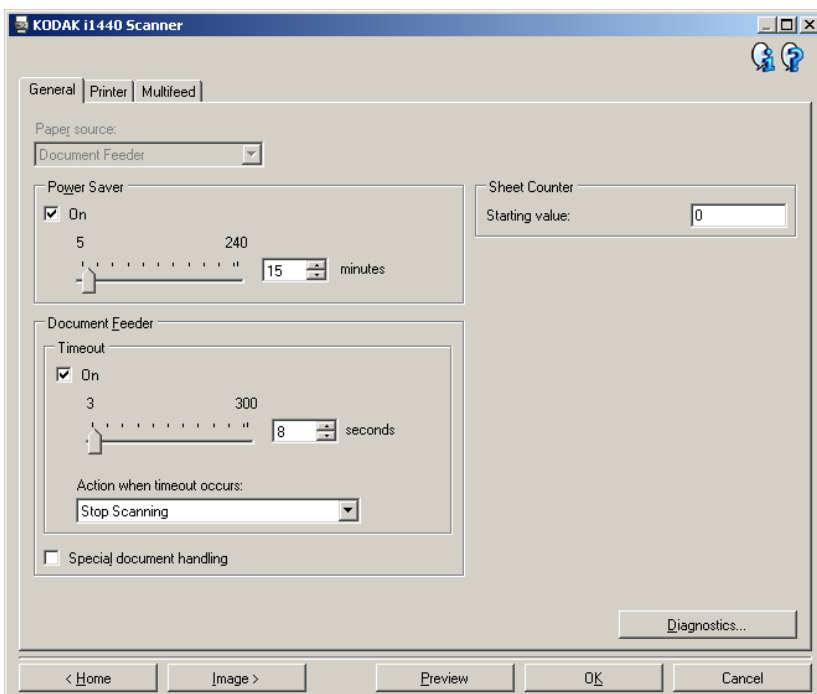 KODAK i1440 Scanner
General Printer Multifeed
Paper source:
Document Feeder
Power Saver
On
5 240
15 minutes
Sheet Counter
Starting value: 0
Document Feeder
Timeout
On
3 300
8 seconds
Action when timeout occurs:
Stop Scanning
Special document handling
Diagnostics...
< Home Image > Preview OK Cancel